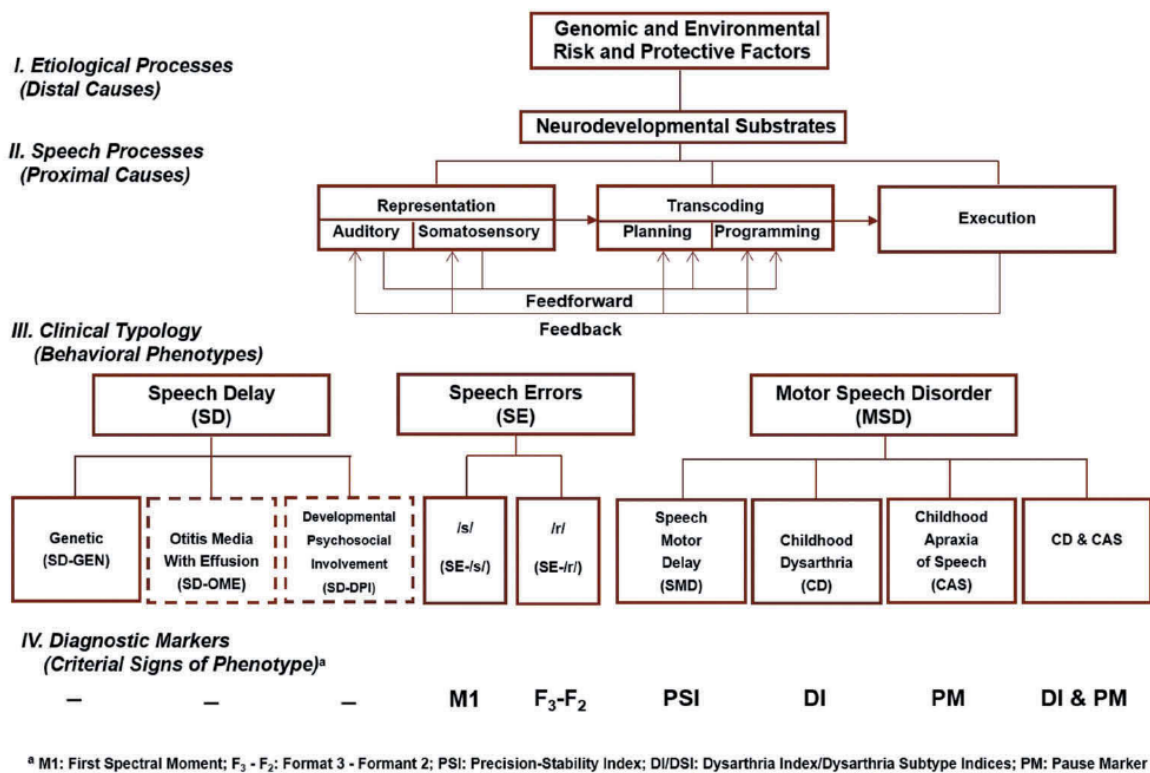 Genomic and Environmental
Risk and Protective Factors
I. Etiological Processes
(Distal Causes)
Neurodevelopmental Substrates
II. Speech Processes
(Proximal Causes)
Representation
Auditory
Somatosensory
Transcoding
Planning
Programming
Execution
Feedforward
Feedback
III. Clinical Typology
(Behavioral Phenotypes)
Speech Delay
(SD)
Speech Errors
(SE)
Motor Speech Disorder
(MSD)
Genetic
(SD-GEN)
Otitis Media
With Effusion
(SD-OME)
Developmental
Psychosocial
Involvement
(SD-DPI)
/s/
(SE-/s/)
/r/
(SE-/r/)
Speech
Motor
Delay
(SMD)
Childhood
Dysarthria
(CD)
Childhood
Apraxia
of Speech
(CAS)
CD & CAS
IV. Diagnostic Markers
(Criterial Signs of Phenotype)ᵃ
– – – M1 F₃-F₂ PSI DI PM DI & PM
ᵃ M1: First Spectral Moment; F₃ - F₂: Format 3 - Formant 2; PSI: Precision-Stability Index; DI/DSI: Dysarthria Index/Dysarthria Subtype Indices; PM: Pause Marker